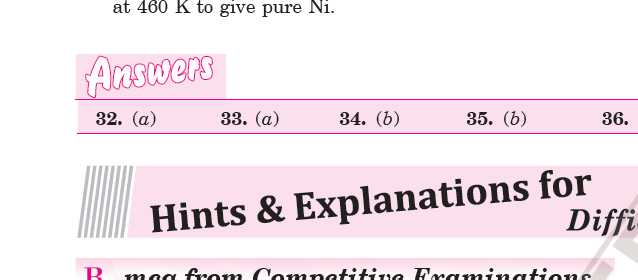 at 460 K to give pure Ni.
Answers
32. (a) 33. (a) 34. (b) 35. (b) 36.
Hints & Explanations for
Diffi
B mcq from Competitive Examinations